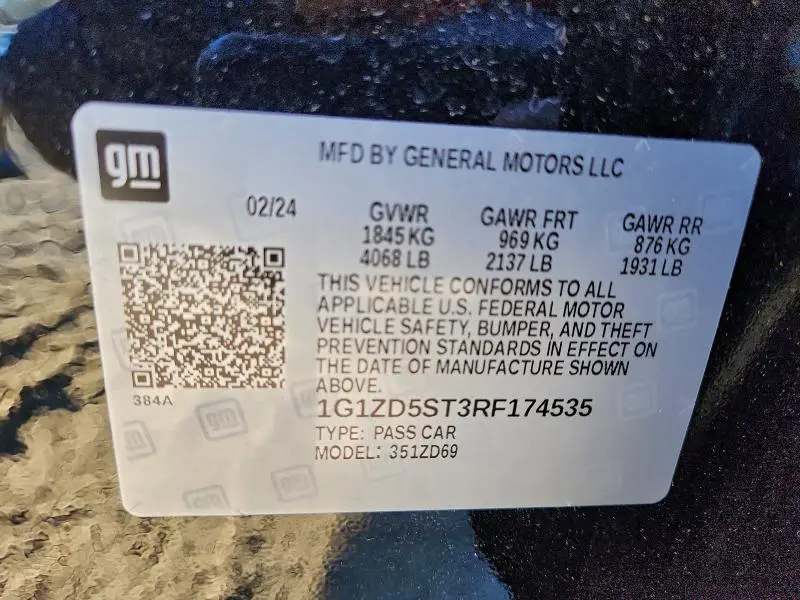 gm
MFD BY GENERAL MOTORS LLC
02/24
GVWR GAWR FRT GAWR RR
1845 KG 969 KG 876 KG
4068 LB 2137 LB 1931 LB
THIS VEHICLE CONFORMS TO ALL
APPLICABLE U.S. FEDERAL MOTOR
VEHICLE SAFETY, BUMPER, AND THEFT
PREVENTION STANDARDS IN EFFECT ON
THE DATE OF MANUFACTURE SHOWN
ABOVE.
384A
1G1ZD5ST3RF174535
TYPE: PASS CAR
MODEL: 351ZD69